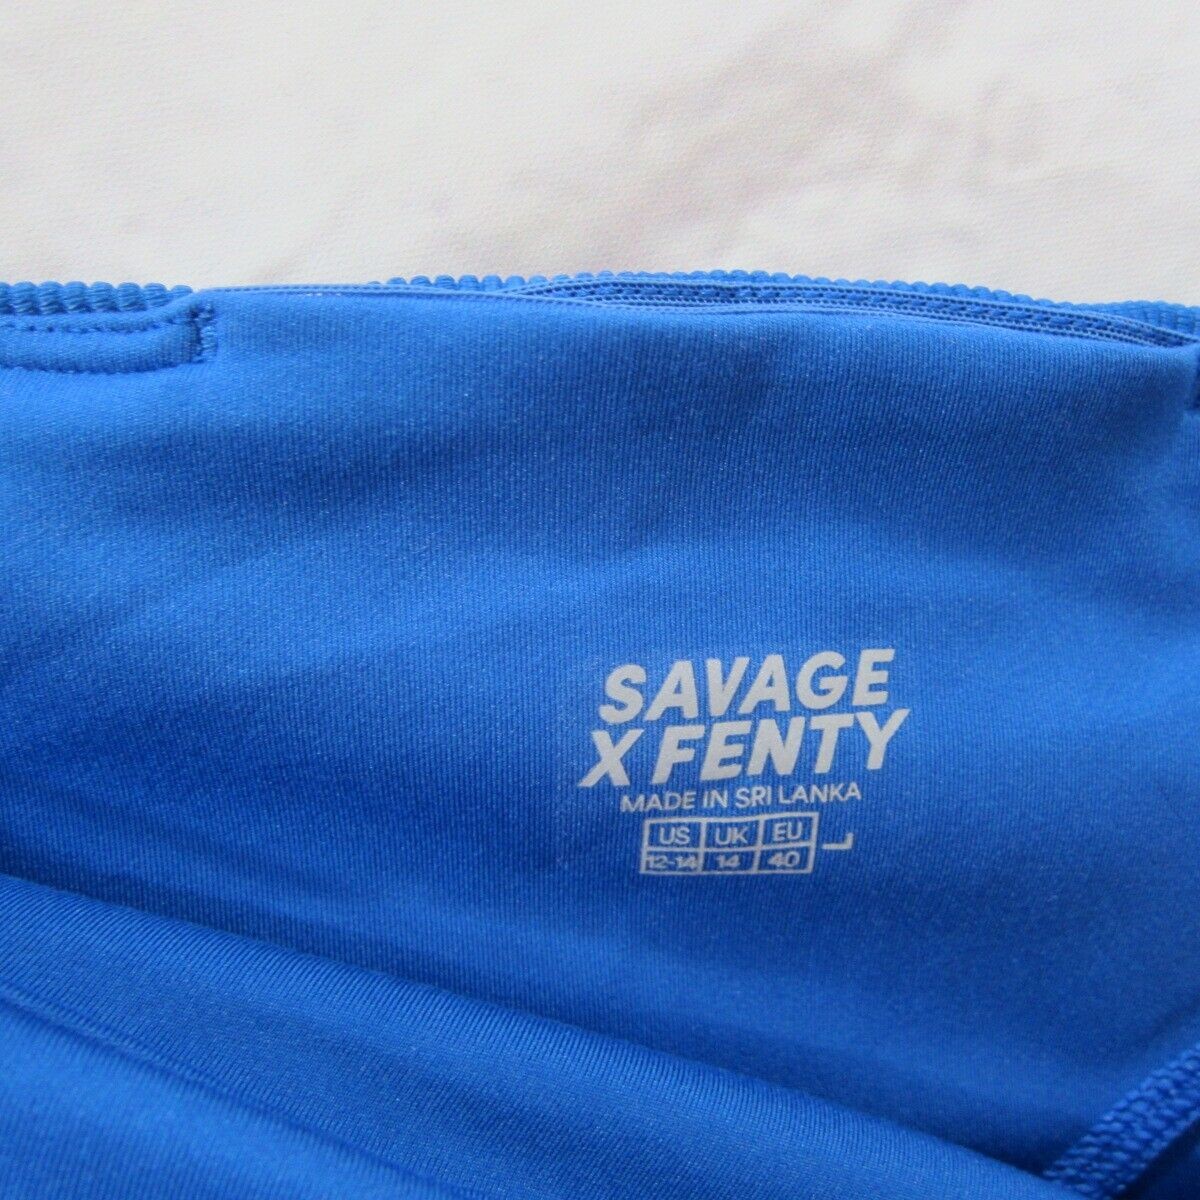 SAVAGE
X FENTY
MADE IN SRI LANKA
US UK EU L
12-14 14 40